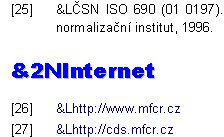 [25] &LČSN ISO 690 (01 0197).
normalizační institut, 1996.
&2NInternet
[26] &Lhttp://www.mfcr.cz
[27] &Lhttp://cds.mfcr.cz